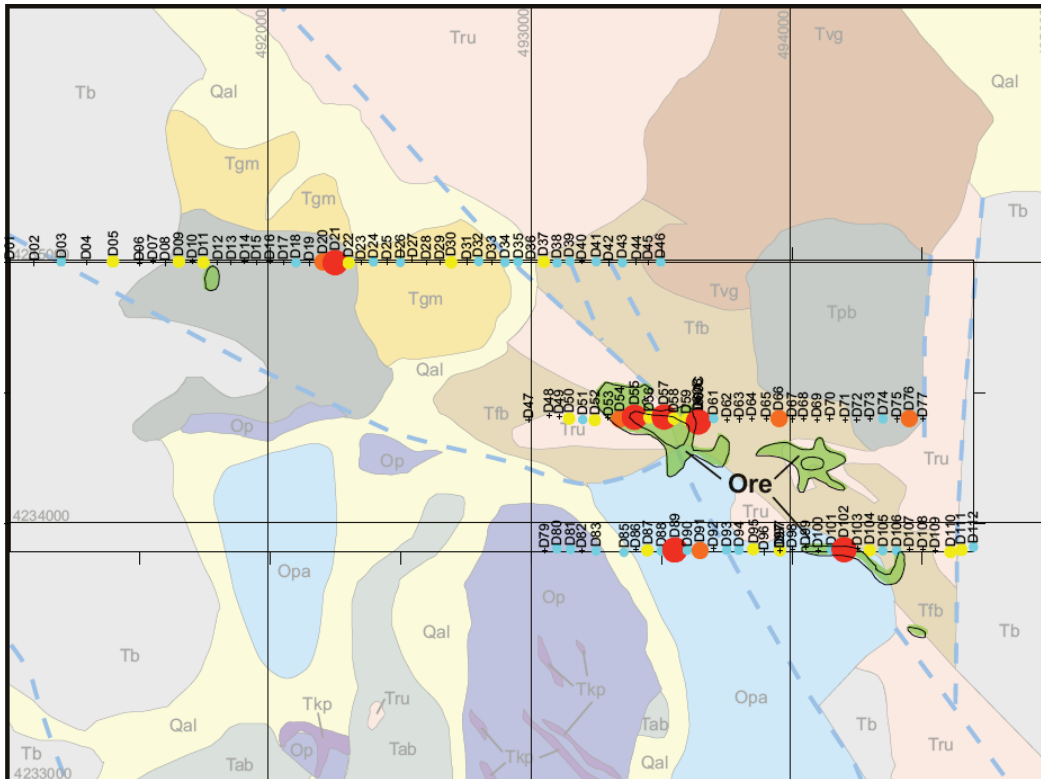 492000
493000
494000
Tru
Tvg
Tb
Qal
Qal
Tgm
Tgm
Tb
D01
D02
D03
+D04
D05
+D06
+D07
+D08
D09
+D10
D11
+D12
+D13
+D14
+D15
+D16
+D17
D18
+D19
D20
D21
D22
+D23
D24
+D25
D26
+D27
+D28
+D29
D30
+D31
D32
D33
D34
D35
+D36
D37
D38
D39
+D40
D41
+D42
D43
+D44
+D45
D46
Tvg
Tpb
Tgm
Tfb
Qal
+D47
+D48
+D49
D50
D51
D52
+D53
D54
D55
D56
D57
D58
D59
D61
+D62
+D63
+D64
+D65
D66
+D67
+D68
+D69
+D70
+D71
+D72
+D73
D74
+D75
D76
+D77
Tfb
Tru
Op
Op
Tru
Ore
Tru
4234000
+D79
D80
D81
+D82
D83
D85
+D86
D87
+D88
D89
D90
D91
+D92
D93
D94
D95
+D96
D97
+D98
+D99
+D100
D101
D102
+D103
D104
D105
D106
+D107
+D108
+D109
D110
D111
D112
Opa
Op
Tfb
Qal
Tb
Tb
Tkp
Opa
Tkp
Tru
Qal
Tab
Tb
Tru
Tb
Op
Tab
Tab
Tkp
Qal
4233000